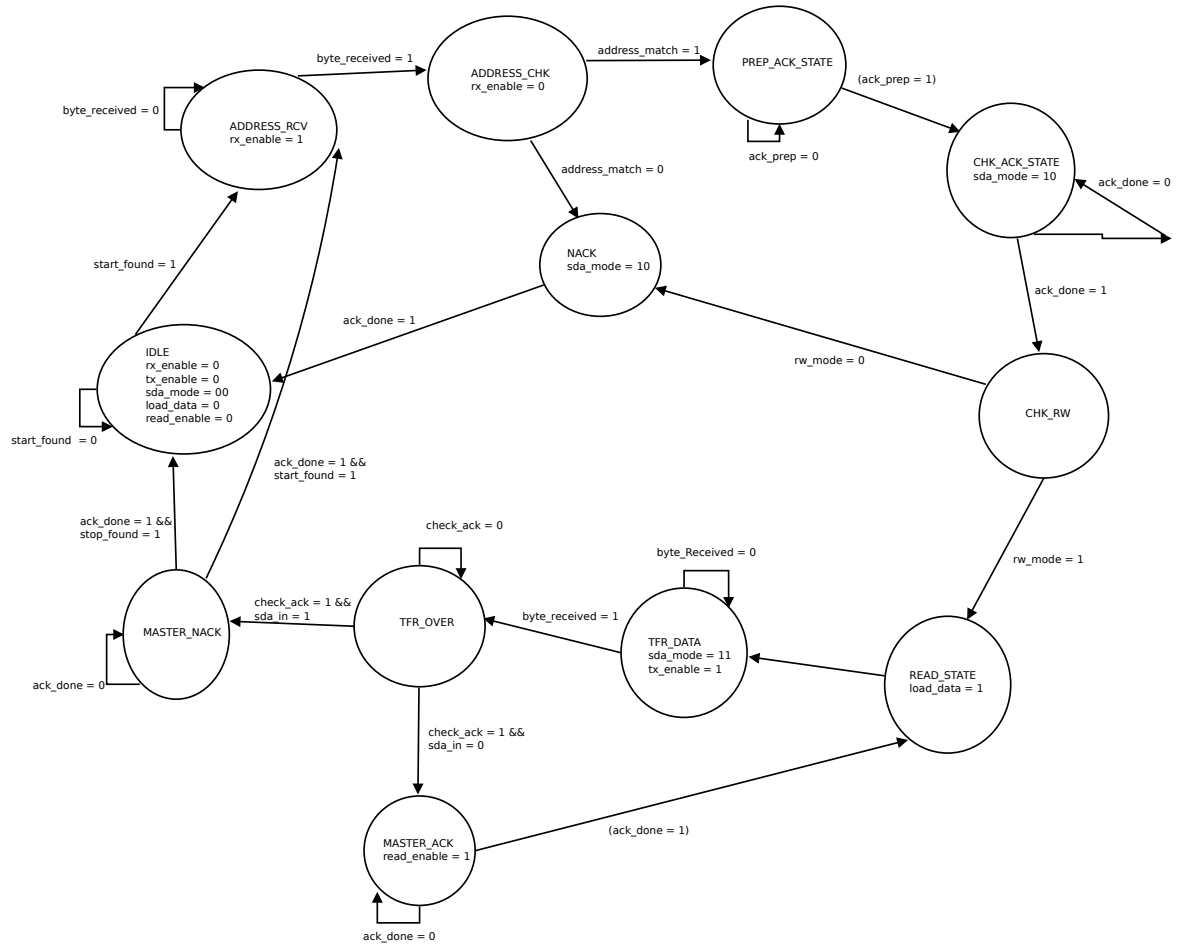 byte_received = 1
address_match = 1
ADDRESS_CHK
rx_enable = 0
PREP_ACK_STATE
(ack_prep = 1)
byte_received = 0
ADDRESS_RCV
rx_enable = 1
ack_prep = 0
address_match = 0
CHK_ACK_STATE
sda_mode = 10
ack_done = 0
start_found = 1
NACK
sda_mode = 10
ack_done = 1
ack_done = 1
rw_mode = 0
IDLE
rx_enable = 0
tx_enable = 0
sda_mode = 00
load_data = 0
read_enable = 0
start_found  = 0
CHK_RW
ack_done = 1 &&
start_found = 1
ack_done = 1 &&
stop_found = 1
check_ack = 0
byte_Received = 0
rw_mode = 1
check_ack = 1 &&
sda_in = 1
byte_received = 1
MASTER_NACK
TFR_OVER
TFR_DATA
sda_mode = 11
tx_enable = 1
READ_STATE
load_data = 1
ack_done = 0
check_ack = 1 &&
sda_in = 0
MASTER_ACK
read_enable = 1
(ack_done = 1)
ack_done = 0